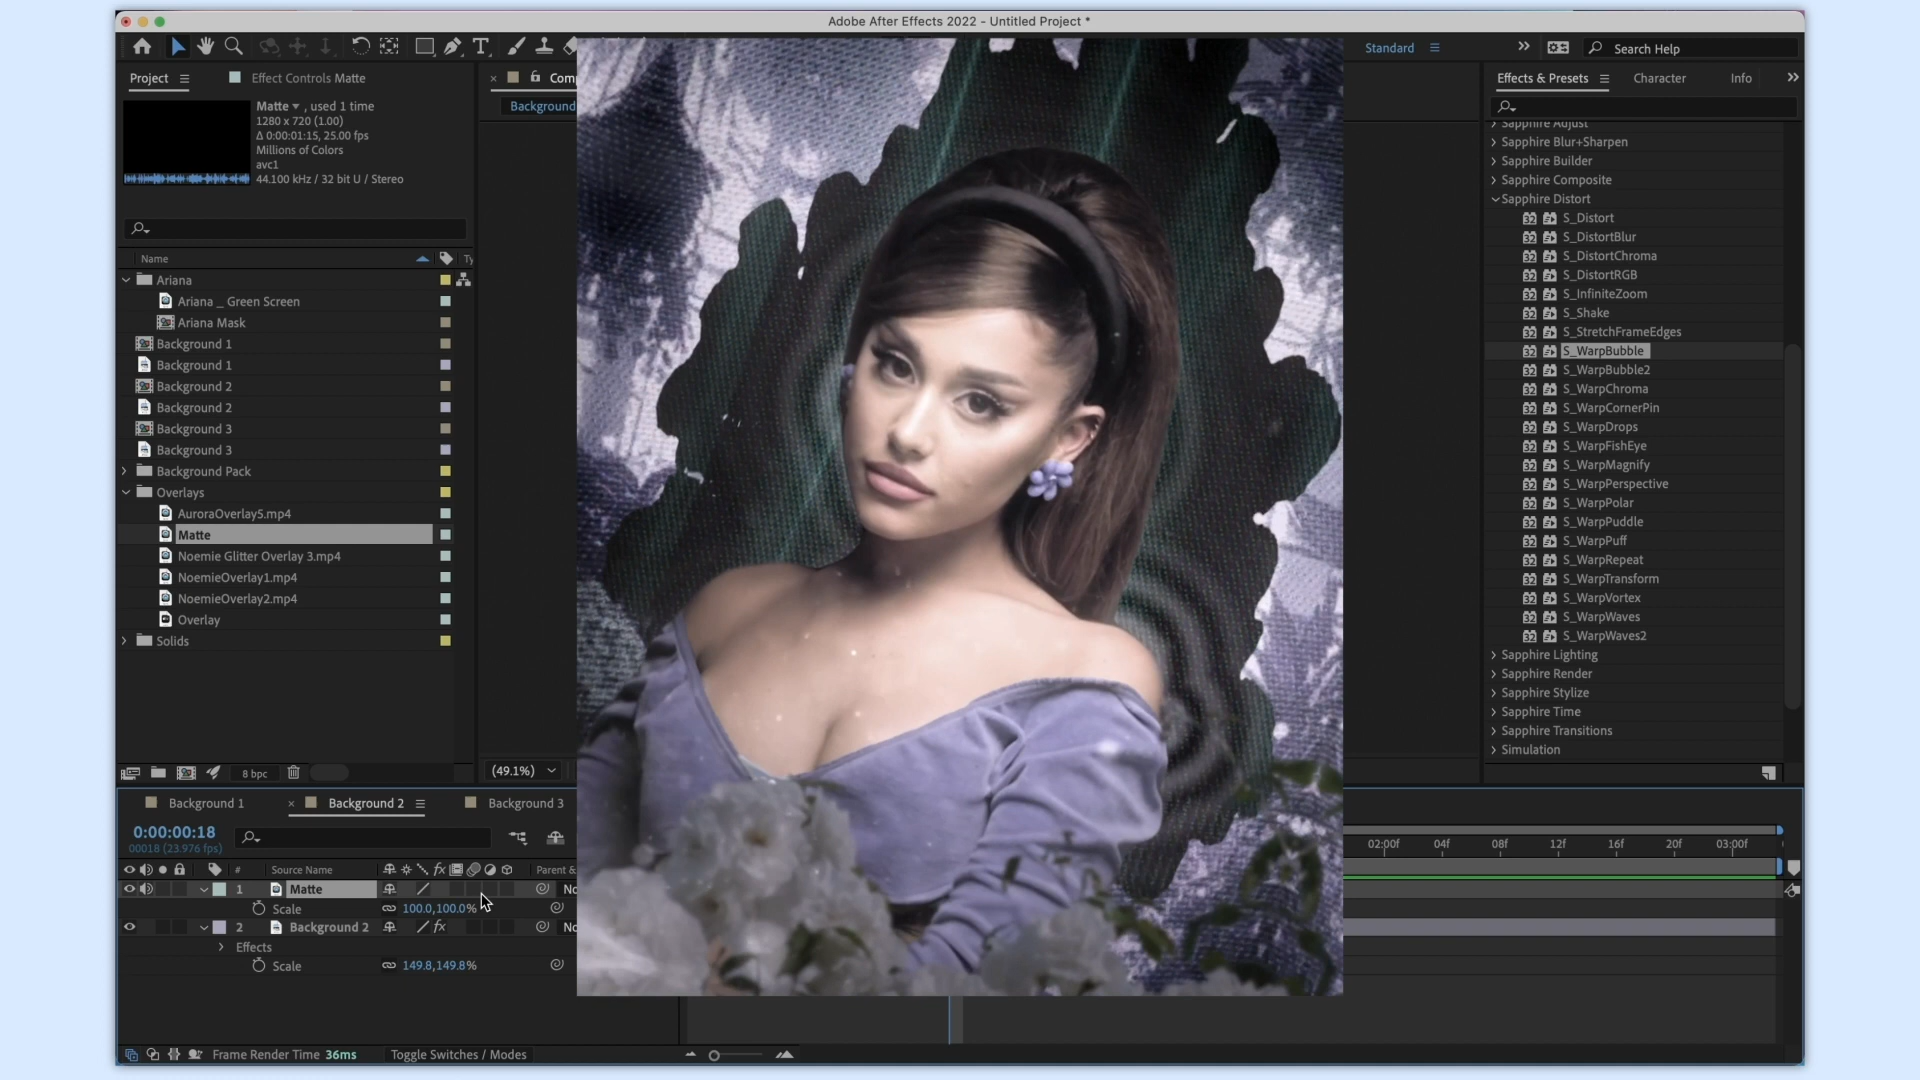 Adobe After Effects 2022 - Untitled Project *
Standard
Search Help
Project
Effect Controls Matte
Comp
Effects & Presets
Character
Info
Matte , used 1 time
1280 x 720 (1.00)
Δ 0:00:01:15, 25.00 fps
Millions of Colors
avc1
44.100 kHz / 32 bit U / Stereo
Background
Name
Ty
Ariana
Ariana _ Green Screen
Ariana Mask
Background 1
Background 1
Background 2
Background 2
Background 3
Background 3
Background Pack
Overlays
AuroraOverlay5.mp4
Matte
Noemie Glitter Overlay 3.mp4
NoemieOverlay1.mp4
NoemieOverlay2.mp4
Overlay
Solids
8 bpc
(49.1%)
Sapphire Adjust
Sapphire Blur+Sharpen
Sapphire Builder
Sapphire Composite
Sapphire Distort
S_Distort
S_DistortBlur
S_DistortChroma
S_DistortRGB
S_InfiniteZoom
S_Shake
S_StretchFrameEdges
S_WarpBubble
S_WarpBubble2
S_WarpChroma
S_WarpCornerPin
S_WarpDrops
S_WarpFishEye
S_WarpMagnify
S_WarpPerspective
S_WarpPolar
S_WarpPuddle
S_WarpPuff
S_WarpRepeat
S_WarpTransform
S_WarpVortex
S_WarpWaves
S_WarpWaves2
Sapphire Lighting
Sapphire Render
Sapphire Stylize
Sapphire Time
Sapphire Transitions
Simulation
Background 1
Background 2
Background 3
0:00:00:18
00018 (23.976 fps)
02:00f 04f 08f 12f 16f 20f 03:00f
# Source Name Parent &
1 Matte No
Scale 100.0,100.0%
2 Background 2 fx No
Effects
Scale 149.8,149.8%
Frame Render Time 36ms Toggle Switches / Modes